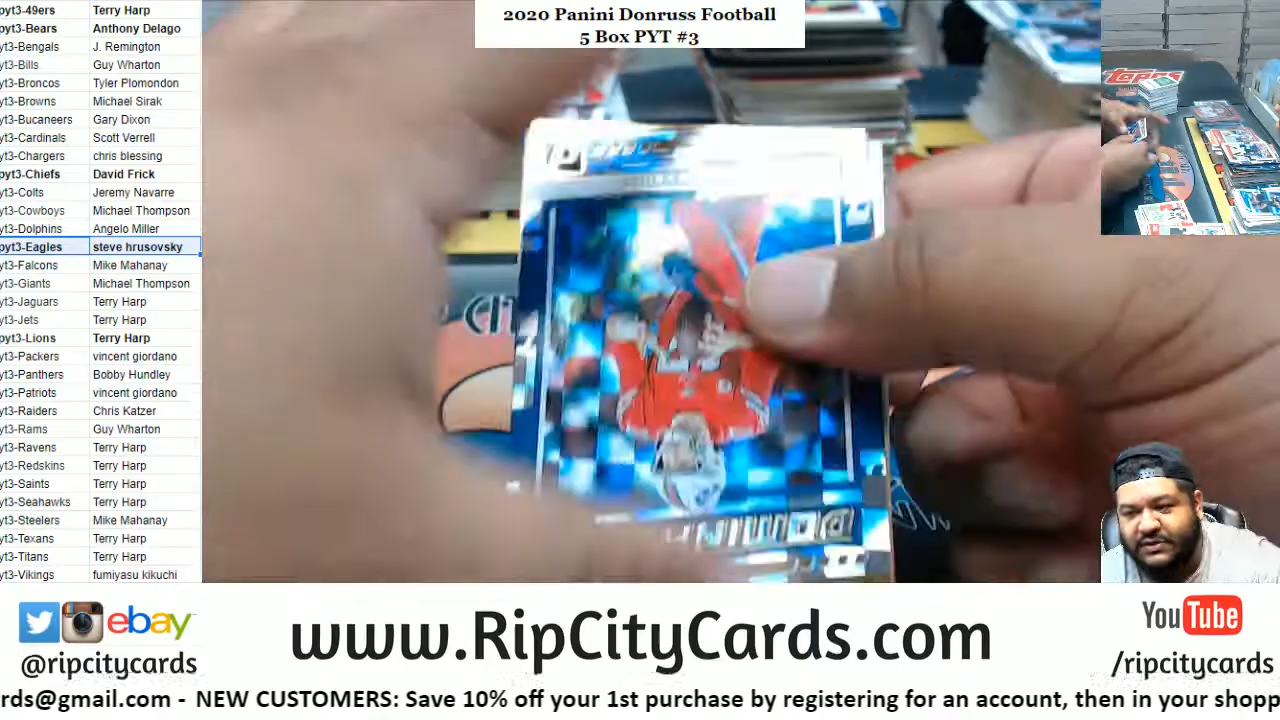 2020 Panini Donruss Football
5 Box PYT #3
pyt3-49ers Terry Harp
pyt3-Bears Anthony Delago
yt3-Bengals J. Remington
yt3-Bills Guy Wharton
yt3-Broncos Tyler Plomondon
yt3-Browns Michael Sirak
yt3-Bucaneers Gary Dixon
yt3-Cardinals Scott Verrell
yt3-Chargers chris blessing
pyt3-Chiefs David Frick
yt3-Colts Jeremy Navarre
yt3-Cowboys Michael Thompson
yt3-Dolphins Angelo Miller
pyt3-Eagles steve hrusovsky
yt3-Falcons Mike Mahanay
yt3-Giants Michael Thompson
yt3-Jaguars Terry Harp
yt3-Jets Terry Harp
pyt3-Lions Terry Harp
yt3-Packers vincent giordano
yt3-Panthers Bobby Hundley
yt3-Patriots vincent giordano
yt3-Raiders Chris Katzer
yt3-Rams Guy Wharton
yt3-Ravens Terry Harp
yt3-Redskins Terry Harp
yt3-Saints Terry Harp
yt3-Seahawks Terry Harp
yt3-Steelers Mike Mahanay
yt3-Texans Terry Harp
yt3-Titans Terry Harp
yt3-Vikings fumiyasu kikuchi
Topps
ebay
@ripcitycards
www.RipCityCards.com
YouTube
/ripcitycards
rds@gmail.com - NEW CUSTOMERS: Save 10% off your 1st purchase by registering for an account, then in your shopp